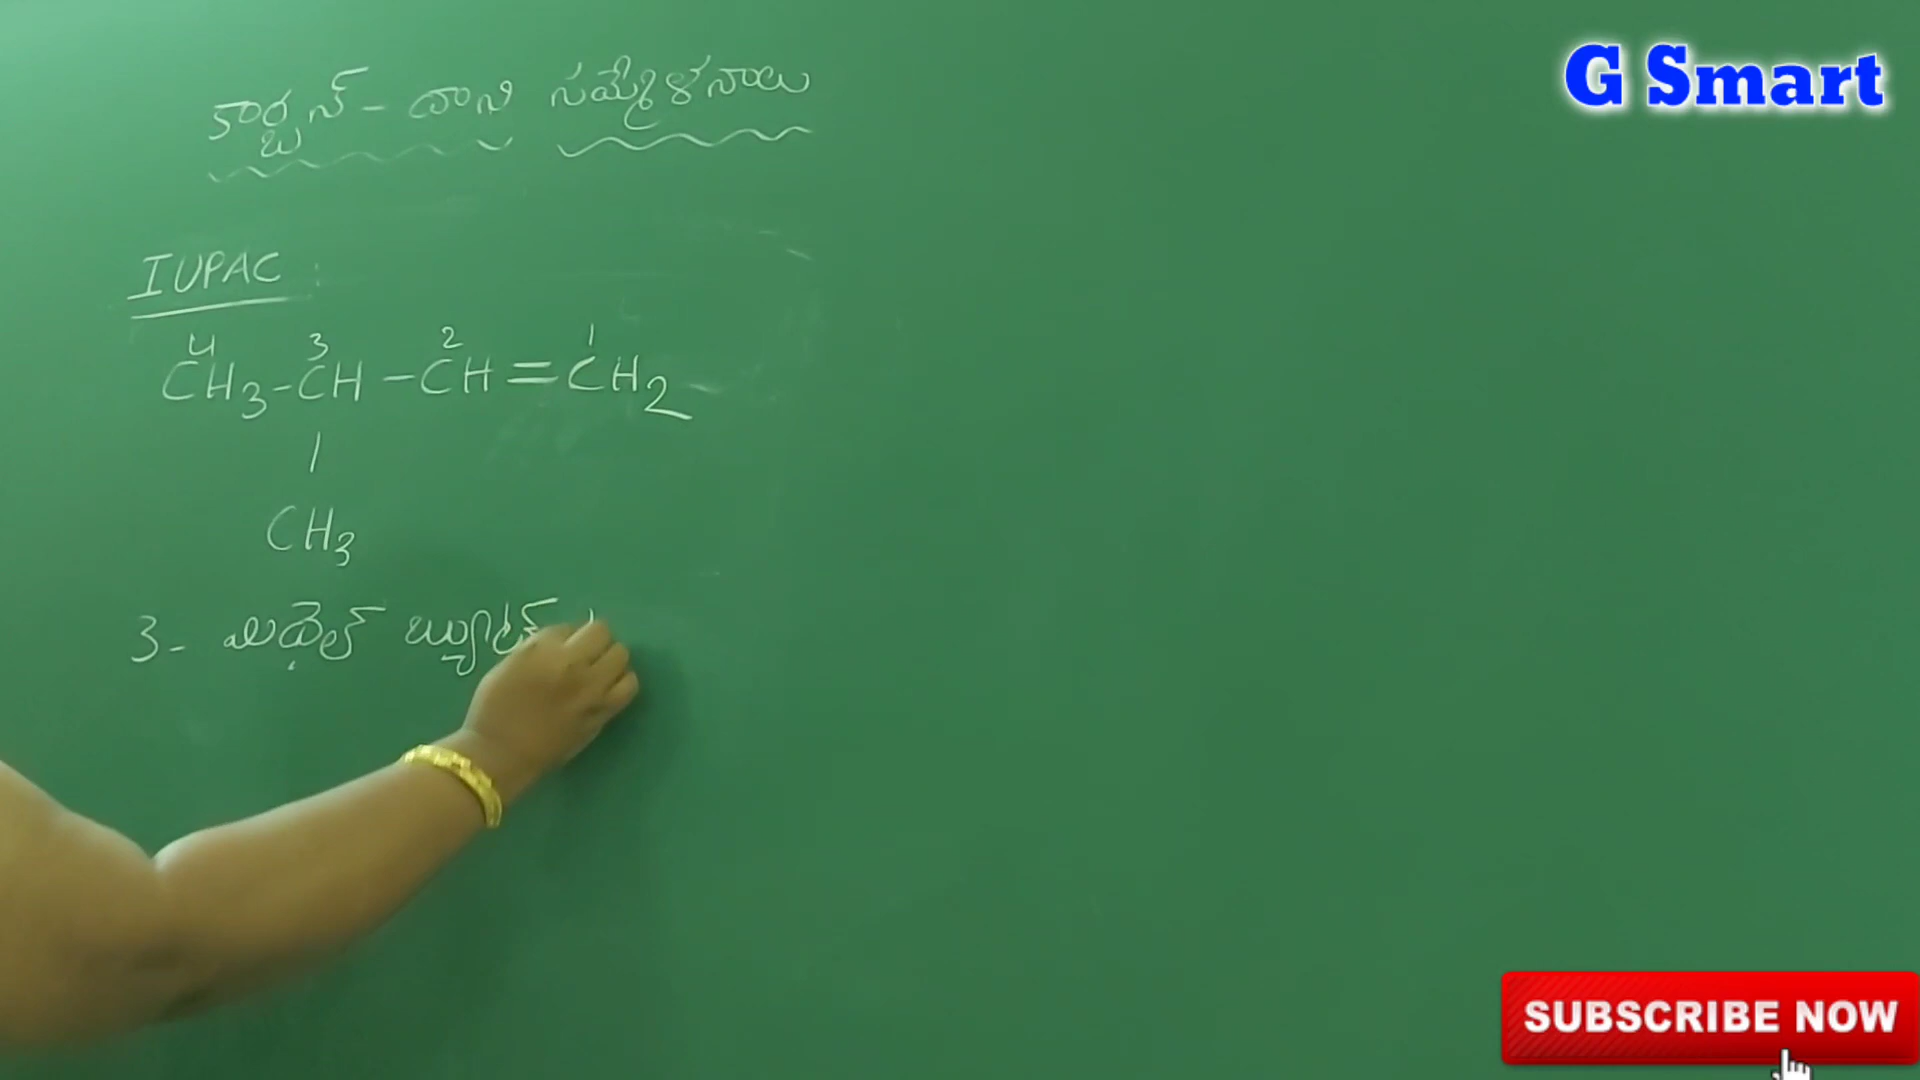 కార్బన్ - దాని సమ్మేళనాలు
G Smart
IUPAC :
4 3 2 1
CH3-CH-CH=CH2
|
CH3
3- మిథైల్ బ్యూట్
SUBSCRIBE NOW